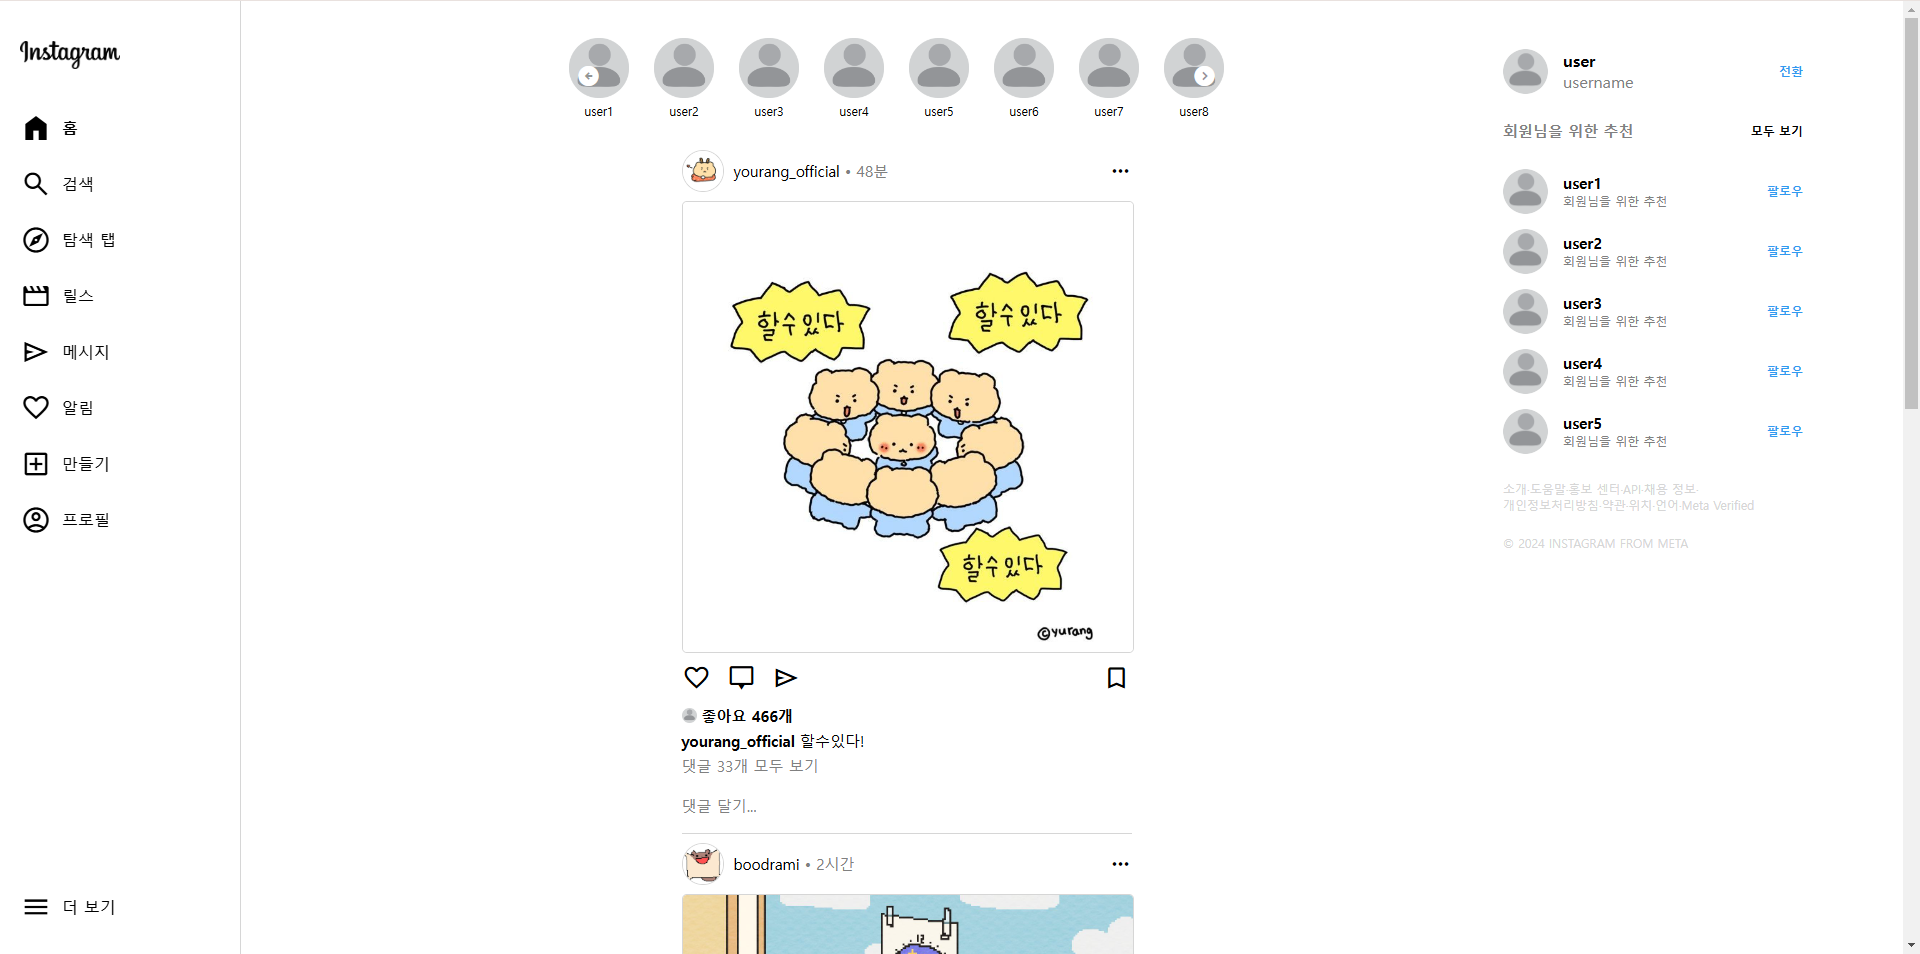 Instagram
홈
검색
탐색 탭
릴스
메시지
알림
만들기
프로필
더 보기
user1 user2 user3 user4 user5 user6 user7 user8
yourang_official • 48분
할수있다
할수있다
할수있다
©yurang
좋아요 466개
yourang_official 할수있다!
댓글 33개 모두 보기
댓글 달기...
boodrami • 2시간
12
user
username
전환
회원님을 위한 추천 모두 보기
user1
회원님을 위한 추천
팔로우
user2
회원님을 위한 추천
팔로우
user3
회원님을 위한 추천
팔로우
user4
회원님을 위한 추천
팔로우
user5
회원님을 위한 추천
팔로우
소개·도움말·홍보 센터·API·채용 정보·
개인정보처리방침·약관·위치·언어·Meta Verified
© 2024 INSTAGRAM FROM META